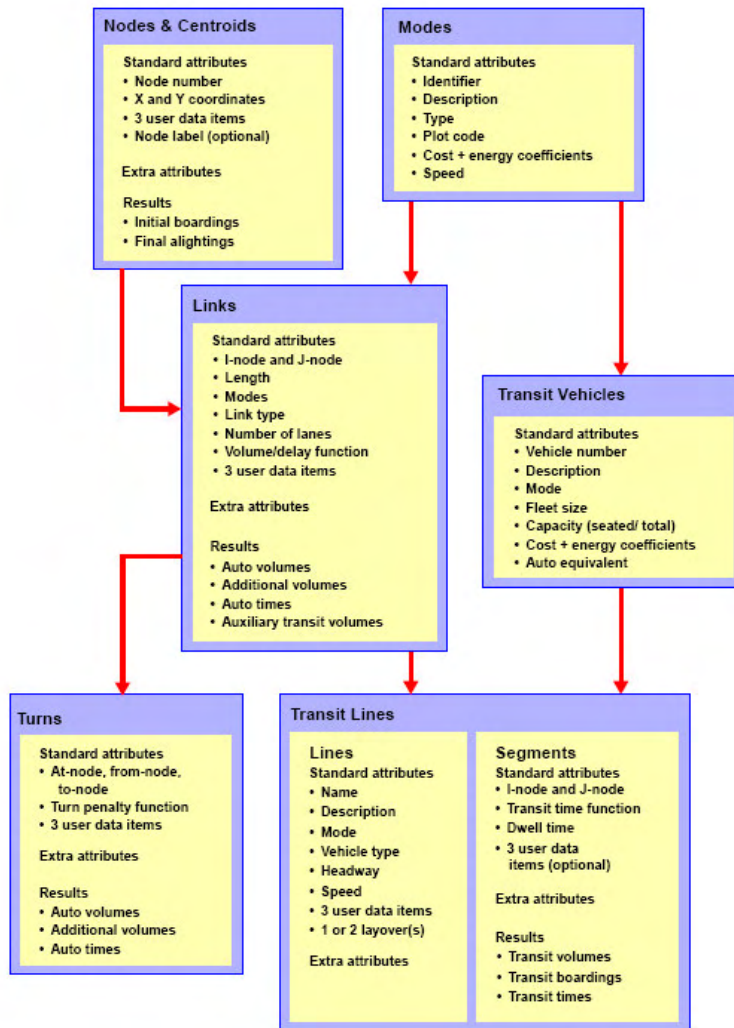 Nodes & Centroids
Standard attributes
• Node number
• X and Y coordinates
• 3 user data items
• Node label (optional)
Extra attributes
Results
• Initial boardings
• Final alightings
Modes
Standard attributes
• Identifier
• Description
• Type
• Plot code
• Cost + energy coefficients
• Speed
Links
Standard attributes
• I-node and J-node
• Length
• Modes
• Link type
• Number of lanes
• Volume/delay function
• 3 user data items
Extra attributes
Results
• Auto volumes
• Additional volumes
• Auto times
• Auxiliary transit volumes
Transit Vehicles
Standard attributes
• Vehicle number
• Description
• Mode
• Fleet size
• Capacity (seated/ total)
• Cost + energy coefficients
• Auto equivalent
Turns
Standard attributes
• At-node, from-node,
to-node
• Turn penalty function
• 3 user data items
Extra attributes
Results
• Auto volumes
• Additional volumes
• Auto times
Transit Lines
Lines
Standard attributes
• Name
• Description
• Mode
• Vehicle type
• Headway
• Speed
• 3 user data items
• 1 or 2 layover(s)
Extra attributes
Segments
Standard attributes
• I-node and J-node
• Transit time function
• Dwell time
• 3 user data
items (optional)
Extra attributes
Results
• Transit volumes
• Transit boardings
• Transit times